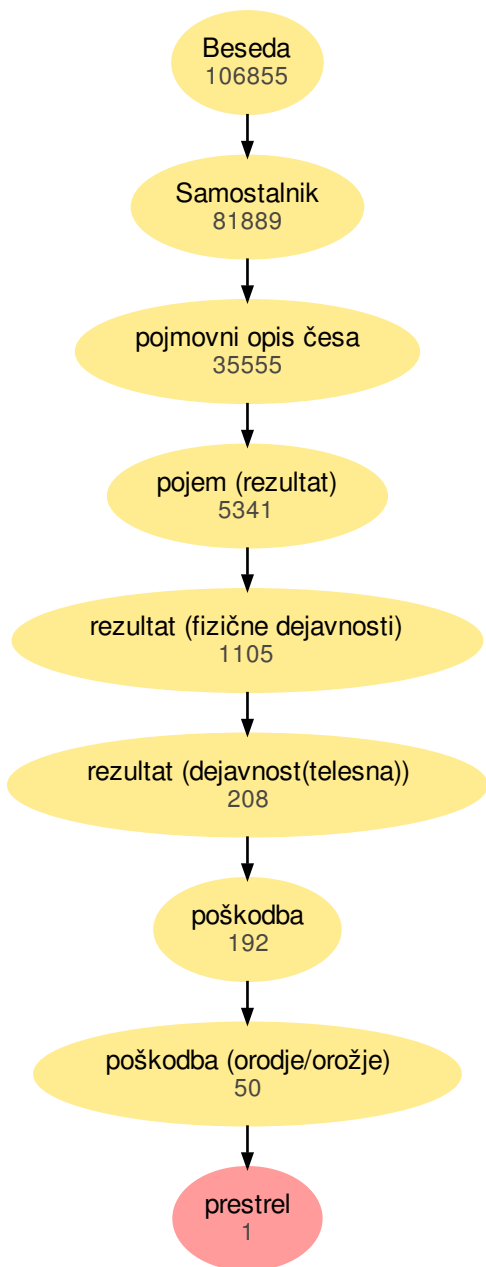 Beseda
106855
Samostalnik
81889
pojmovni opis česa
35555
pojem (rezultat)
5341
rezultat (fizične dejavnosti)
1105
rezultat (dejavnost(telesna))
208
poškodba
192
poškodba (orodje/orožje)
50
prestrel
1